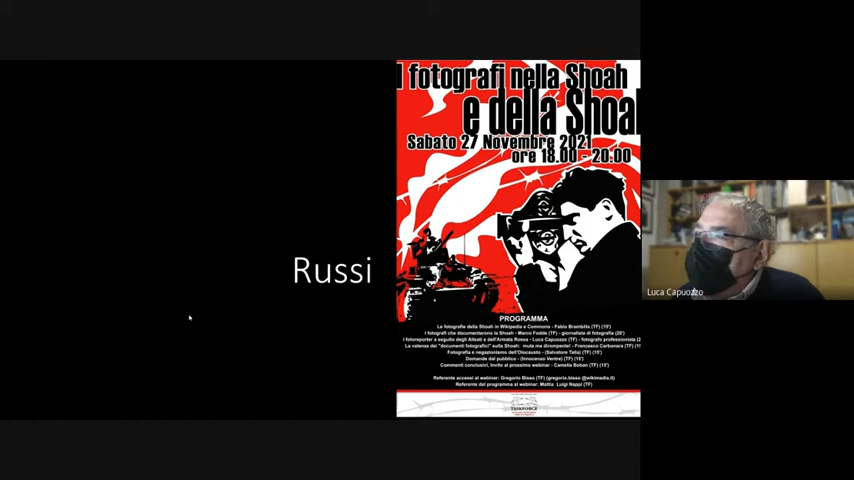 Russi
I fotografi nella Shoah
e della Shoah
Sabato 27 Novembre 2021
ore 18.00 - 20.00
PROGRAMMA
Le fotografie della Shoah in Wikipedia e Commons - Fabio Brambilla (TF) (15')
I fotografi che documentarono la Shoah - Marco Fodde (TF) - giornalista di fotografia (20')
I fotoreporter a seguito degli Alleati e dell'Armata Rossa - Luca Capuozzo (TF) - fotografo professionista (2
La valenza dei "documenti fotografici" sulla Shoah: muta ma dirompente! - Francesco Carbonara (TF) (1
Fotografia e negazionismo dell'Olocausto - (Salvatore Talia) (TF) (15')
Domande dal pubblico - (Innocenzo Ventre) (TF) (15')
Commenti conclusivi, Invito al prossimo webinar - Camelia Boban (TF) (15')
Referente accessi al webinar: Gregorio Bisso (TF) (gregorio.bisso @wikimedia.it)
Referente del programma al webinar: Mattia Luigi Nappi (TF)
TASKFORCE
Luca Capuozzo